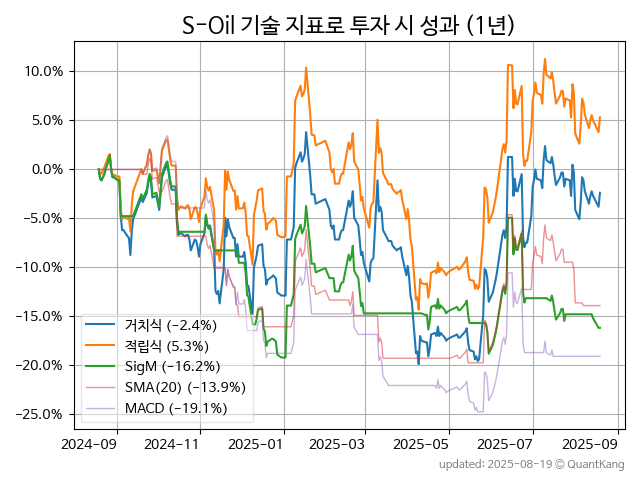 S-Oil 기술 지표로 투자 시 성과 (1년)
10.0%
5.0%
0.0%
−5.0%
−10.0%
−15.0%
−20.0%
−25.0%
거치식 (−2.4%)
적립식 (5.3%)
SigM (−16.2%)
SMA(20) (−13.9%)
MACD (−19.1%)
2024-09 2024-11 2025-01 2025-03 2025-05 2025-07 2025-09
updated: 2025-08-19 © QuantKang